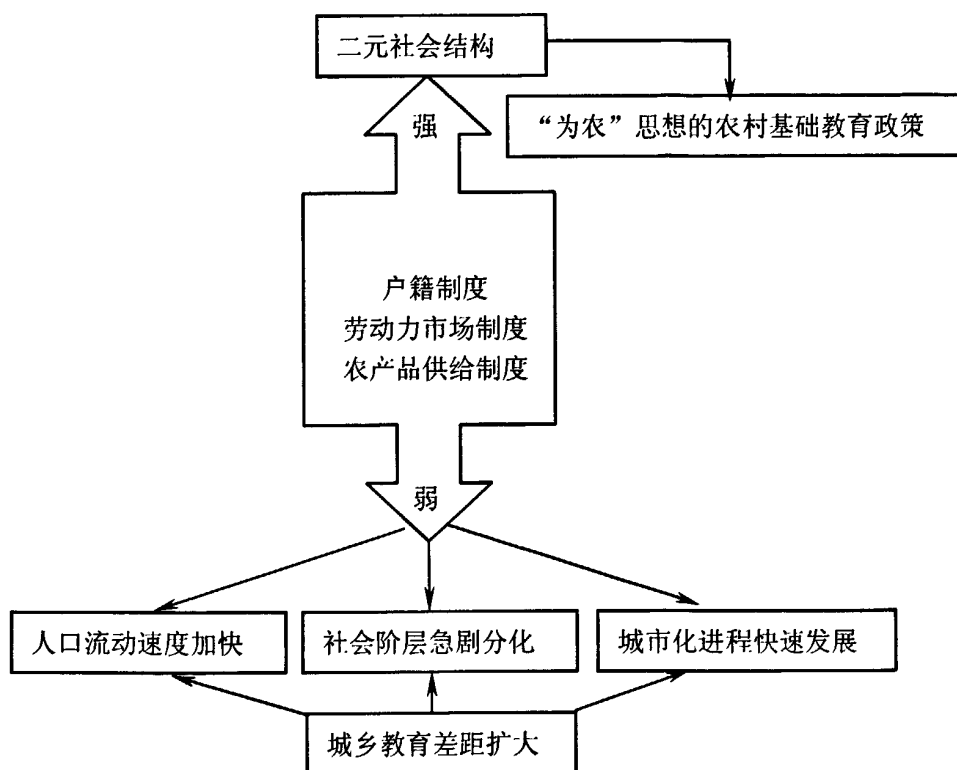 二元社会结构
强
“为农”思想的农村基础教育政策
户籍制度
劳动力市场制度
农产品供给制度
弱
人口流动速度加快
社会阶层急剧分化
城市化进程快速发展
城乡教育差距扩大